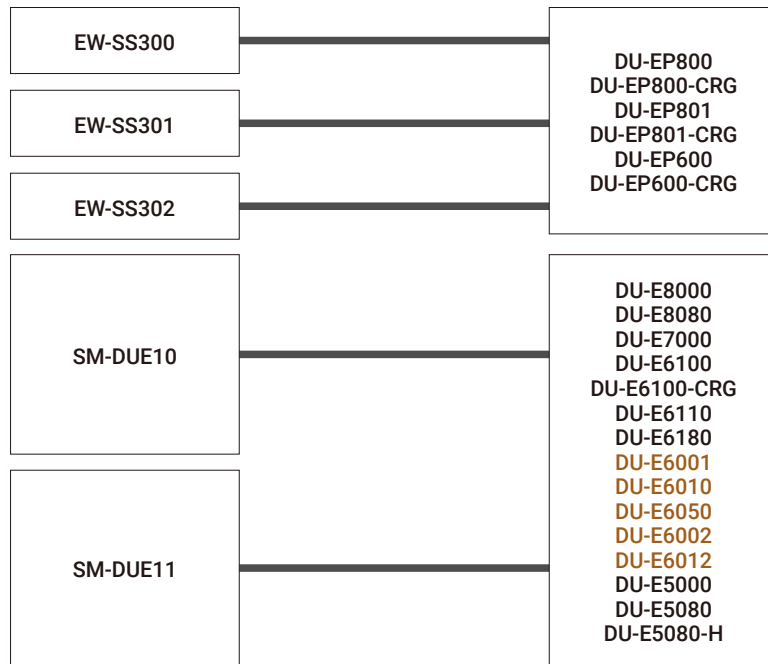 EW-SS300
EW-SS301
EW-SS302
DU-EP800
DU-EP800-CRG
DU-EP801
DU-EP801-CRG
DU-EP600
DU-EP600-CRG
SM-DUE10
SM-DUE11
DU-E8000
DU-E8080
DU-E7000
DU-E6100
DU-E6100-CRG
DU-E6110
DU-E6180
DU-E6001
DU-E6010
DU-E6050
DU-E6002
DU-E6012
DU-E5000
DU-E5080
DU-E5080-H